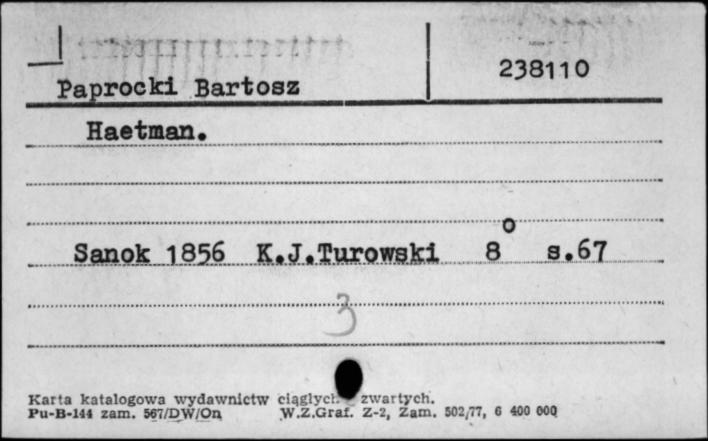 238110
Paprocki Bartosz
Haetman.
Sanok 1856 K.J.Turowski 8° s.67
3
Karta katalogowa wydawnictw ciągłych zwartych.
Pu-B-144 zam. 567/DW/On W.Z.Graf. Z-2, Zam. 502/77, 6 400 000